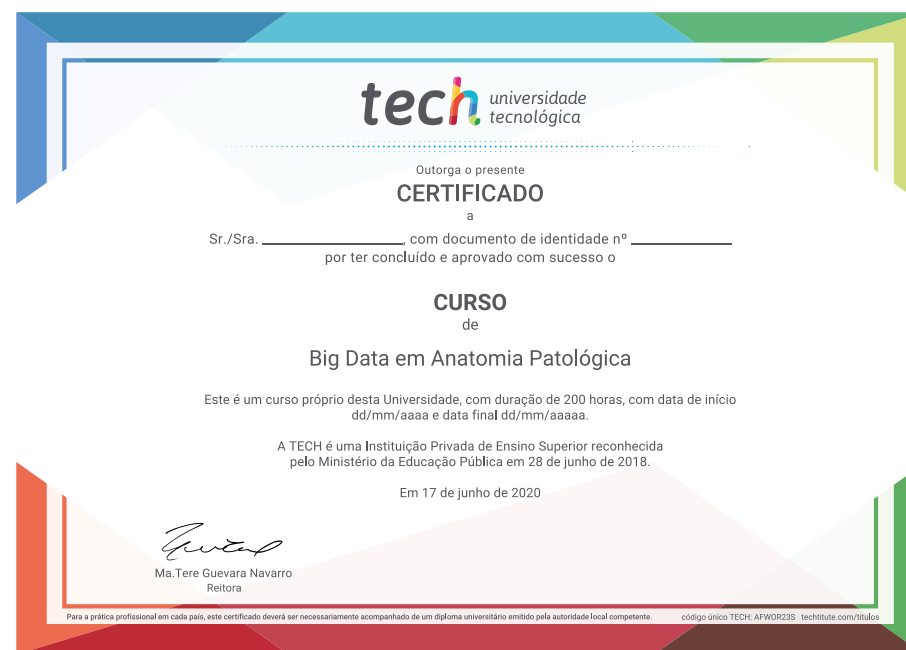 tech universidade
tecnológica
Outorga o presente
CERTIFICADO
a
Sr./Sra. ________________, com documento de identidade nº ____________
por ter concluído e aprovado com sucesso o
CURSO
de
Big Data em Anatomia Patológica
Este é um curso próprio desta Universidade, com duração de 200 horas, com data de início
dd/mm/aaaa e data final dd/mm/aaaaa.
A TECH é uma Instituição Privada de Ensino Superior reconhecida
pelo Ministério da Educação Pública em 28 de junho de 2018.
Em 17 de junho de 2020
Ma.Tere Guevara Navarro
Reitora
Para a prática profissional em cada país, este certificado deverá ser necessariamente acompanhado de um diploma universitário emitido pela autoridade local competente. código único TECH: AFWOR23S techtitute.com/titulos